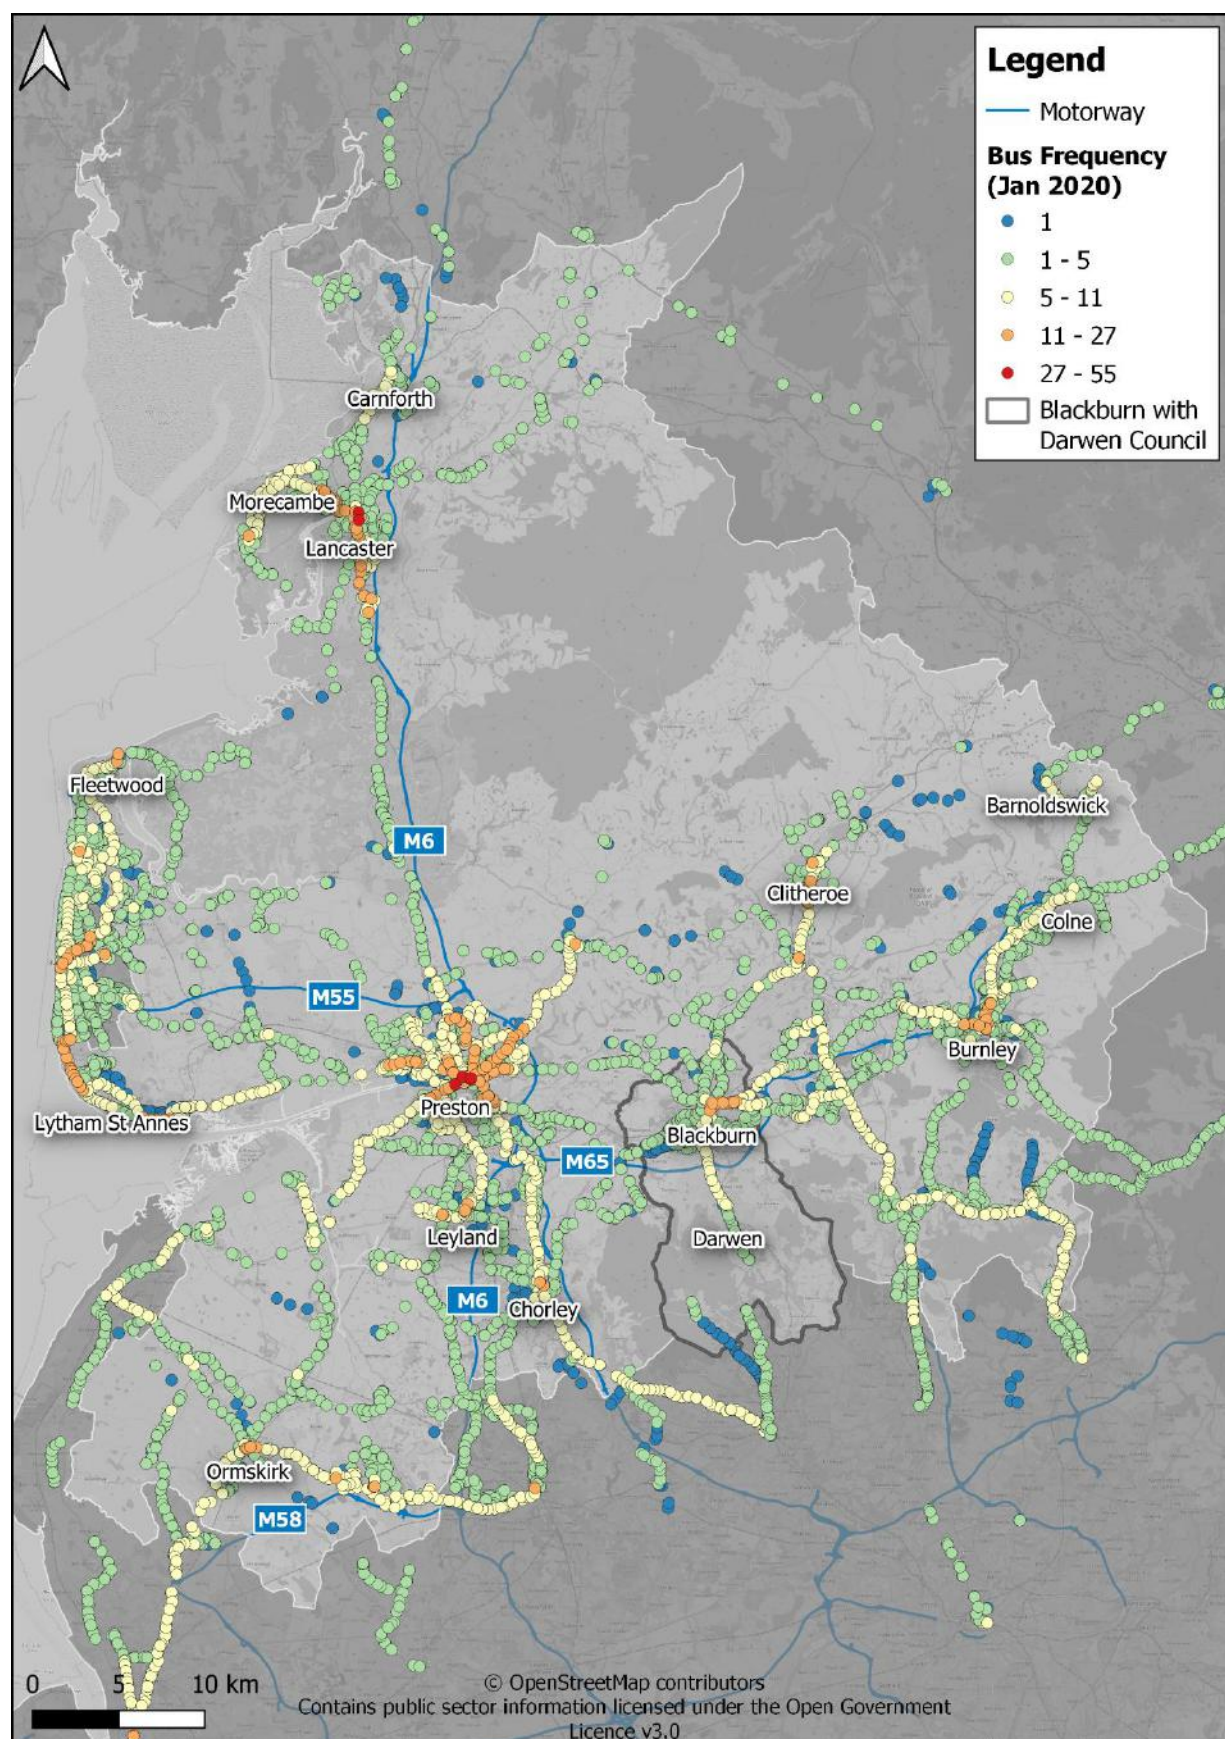 Legend
Motorway
Bus Frequency
(Jan 2020)
1
1 - 5
5 - 11
11 - 27
27 - 55
Blackburn with
Darwen Council
Carnforth
Morecambe
Lancaster
Fleetwood
M6
Barnoldswick
Clitheroe
Colne
M55
Burnley
Preston
Lytham St Annes
Blackburn
M65
Leyland
Darwen
M6
Chorley
Ormskirk
M58
0 5 10 km
© OpenStreetMap contributors
Contains public sector information licensed under the Open Government
Licence v3.0